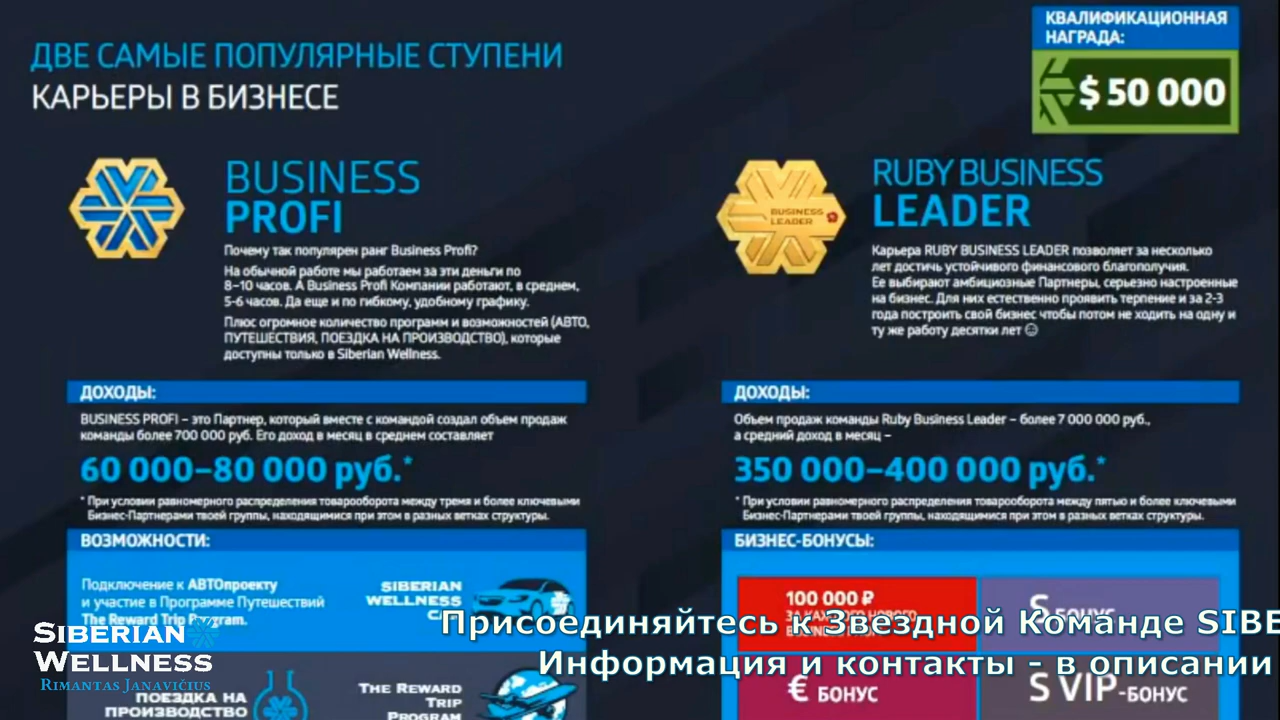 ДВЕ САМЫЕ ПОПУЛЯРНЫЕ СТУПЕНИ
КАРЬЕРЫ В БИЗНЕСЕ
КВАЛИФИКАЦИОННАЯ
НАГРАДА:
$ 50 000
BUSINESS
PROFI
Почему так популярен ранг Business Profi?
На обычной работе мы работаем за эти деньги по
8–10 часов. А Business Profi Компании работают, в среднем,
5-6 часов. Да еще и по гибкому, удобному графику.
Плюс огромное количество программ и возможностей (АВТО,
ПУТЕШЕСТВИЯ, ПОЕЗДКА НА ПРОИЗВОДСТВО), которые
доступны только в Siberian Wellness.
ДОХОДЫ:
BUSINESS PROFI – это Партнер, который вместе с командой создал объем продаж
команды более 700 000 руб. Его доход в месяц в среднем составляет
60 000–80 000 руб.*
* При условии равномерного распределения товарооборота между тремя и более ключевыми
Бизнес-Партнерами твоей группы, находящимися при этом в разных ветках структуры.
ВОЗМОЖНОСТИ:
Подключение к АВТОпроекту
и участие в Программе Путешествий
The Reward Trip Program.
SIBERIAN
WELLNESS
ПОЕЗДКА НА
ПРОИЗВОДСТВО
THE REWARD
TRIP
PROGRAM
BUSINESS
LEADER
RUBY BUSINESS
LEADER
Карьера RUBY BUSINESS LEADER позволяет за несколько
лет достичь устойчивого финансового благополучия.
Ее выбирают амбициозные Партнеры, серьезно настроенные
на бизнес. Для них естественно проявить терпение и за 2-3
года построить свой бизнес чтобы потом не ходить на одну и
ту же работу десятки лет ☺
ДОХОДЫ:
Объем продаж команды Ruby Business Leader – более 7 000 000 руб.,
а средний доход в месяц –
350 000–400 000 руб.*
* При условии равномерного распределения товарооборота между пятью и более ключевыми
Бизнес-Партнерами твоей группы, находящимися при этом в разных ветках структуры.
БИЗНЕС-БОНУСЫ:
100 000 ₽
S БОНУС
€ БОНУС
S VIP-БОНУС
SIBERIAN
WELLNESS
RIMANTAS JANAVIČIUS
Присоединяйтесь к Звездной Команде SIBE
Информация и контакты - в описании